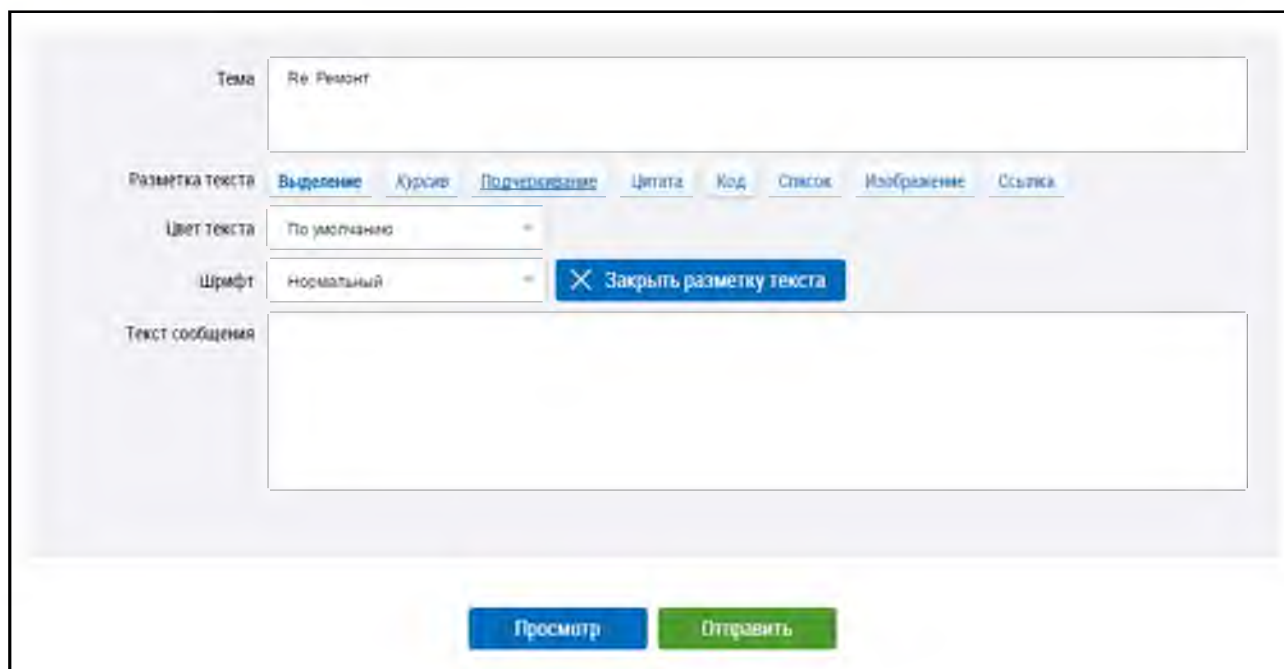 Тема Re: Ремонт
Разметка текста Выделение Курсив Подчеркивание Цитата Код Список Изображение Ссылка
Цвет текста По умолчанию
Шрифт Нормальный Закрыть разметку текста
Текст сообщения
Просмотр Отправить